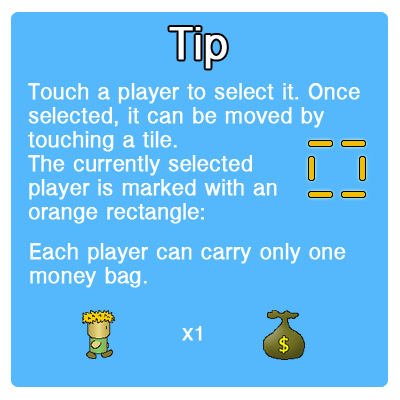 Tip
Touch a player to select it. Once
selected, it can be moved by
touching a tile.
The currently selected
player is marked with an
orange rectangle:
Each player can carry only one
money bag.
x1
$